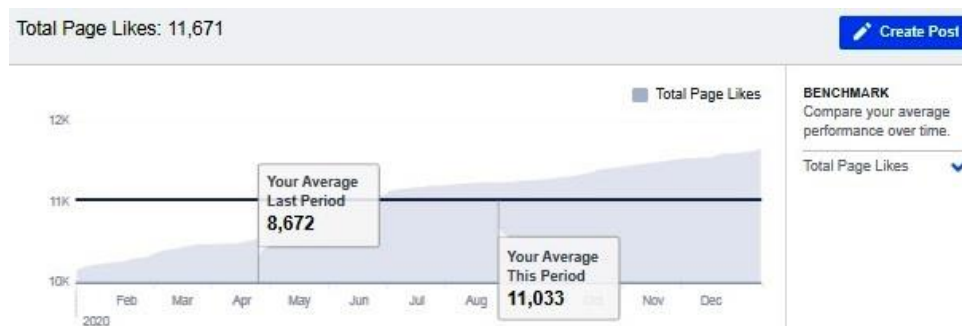 Total Page Likes: 11,671
Create Post
Total Page Likes
BENCHMARK
Compare your average
performance over time.
Total Page Likes
12K
11K
10K
Your Average
Last Period
8,672
Your Average
This Period
11,033
Feb Mar Apr May Jun Jul Aug Nov Dec
2020